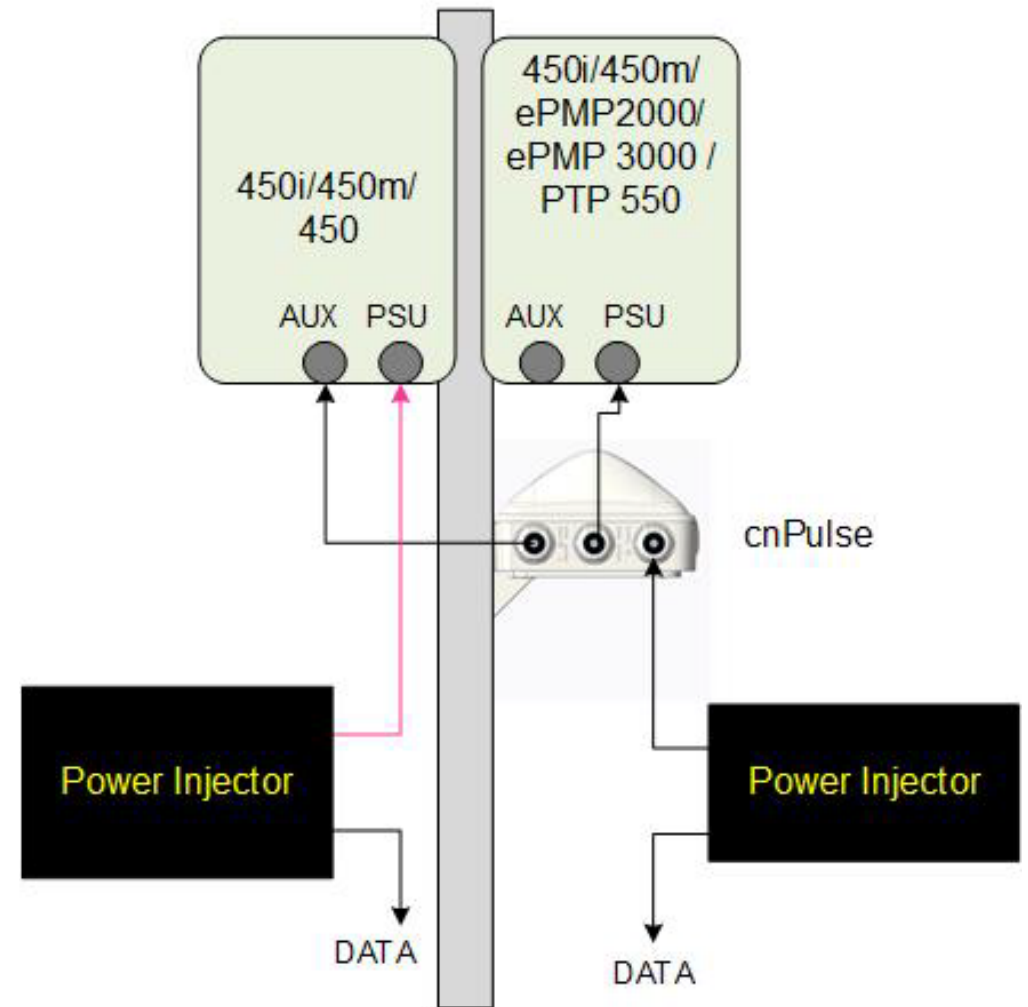 450i/450m/
450
AUX PSU
450i/450m/
ePMP2000/
ePMP 3000 /
PTP 550
AUX PSU
cnPulse
Power Injector
DATA
Power Injector
DATA